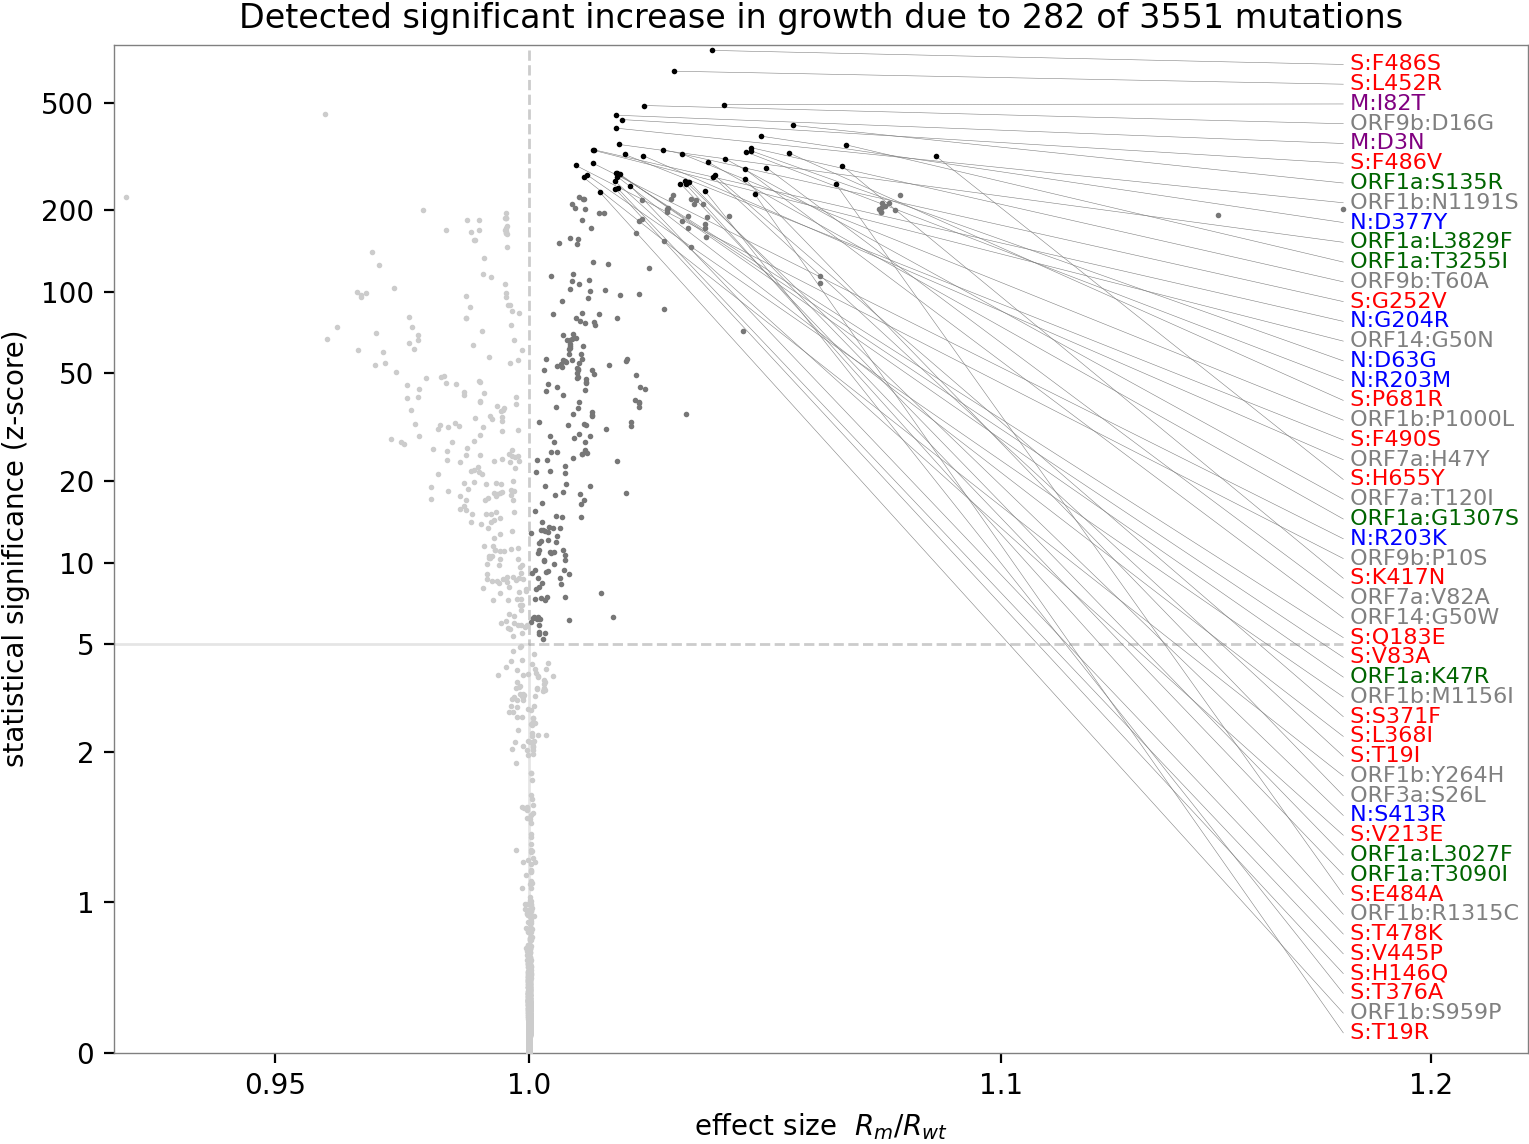 Detected significant increase in growth due to 282 of 3551 mutations
statistical significance (z-score)
500
200
100
50
20
10
5
2
1
0
0.95
1.0
1.1
1.2
effect size R_m/R_wt
S:F486S
S:L452R
M:I82T
ORF9b:D16G
M:D3N
S:F486V
ORF1a:S135R
ORF1b:N1191S
N:D377Y
ORF1a:L3829F
ORF1a:T3255I
ORF9b:T60A
S:G252V
N:G204R
ORF14:G50N
N:D63G
N:R203M
S:P681R
ORF1b:P1000L
S:F490S
ORF7a:H47Y
S:H655Y
ORF7a:T120I
ORF1a:G1307S
N:R203K
ORF9b:P10S
S:K417N
ORF7a:V82A
ORF14:G50W
S:Q183E
S:V83A
ORF1a:K47R
ORF1b:M1156I
S:S371F
S:L368I
S:T19I
ORF1b:Y264H
ORF3a:S26L
N:S413R
S:V213E
ORF1a:L3027F
ORF1a:T3090I
S:E484A
ORF1b:R1315C
S:T478K
S:V445P
S:H146Q
S:T376A
ORF1b:S959P
S:T19R